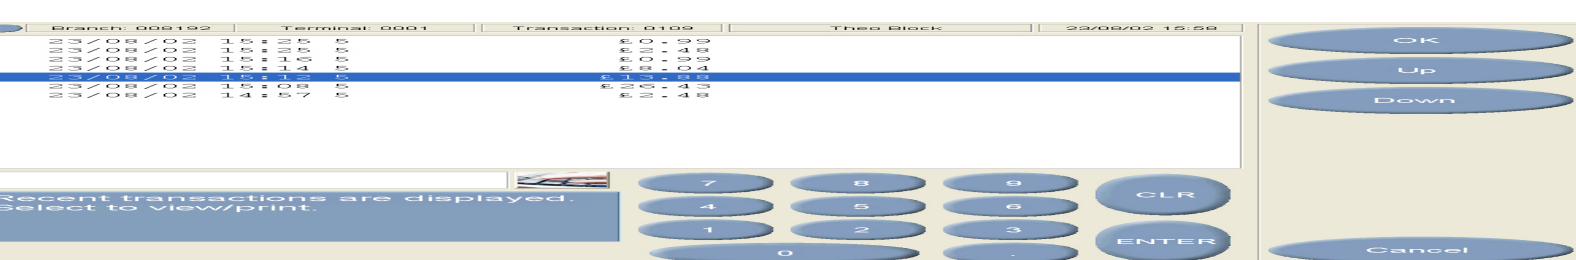 Branch: 008192 Terminal: 0001 Transaction: 0109 Theo Block 23/08/02 15:58
23/08/02 15:25 5 £0.99
23/08/02 15:25 5 £2.48
23/08/02 15:16 5 £0.99
23/08/02 15:14 5 £8.04
23/08/02 15:12 5 £13.88
23/08/02 15:08 5 £26.43
23/08/02 14:57 5 £2.48
OK
Up
Down
Recent transactions are displayed.
Select to view/print.
7 8 9 CLR
4 5 6
1 2 3 ENTER
0 .
Cancel